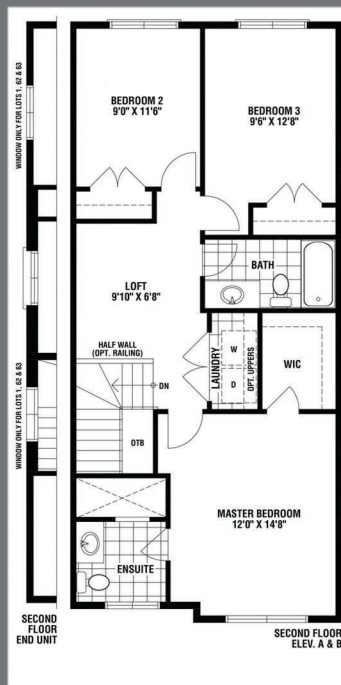 WINDOW ONLY FOR LOTS 1, 62 & 63
BEDROOM 2
9'0" X 11'6"
BEDROOM 3
9'6" X 12'8"
LOFT
9'10" X 6'8"
BATH
HALF WALL
(OPT. RAILING)
DN
LAUNDRY
W
D
OPT. UPPERS
WIC
WINDOW ONLY FOR LOTS 1, 62 & 63
OTB
MASTER BEDROOM
12'0" X 14'8"
ENSUITE
SECOND
FLOOR
END UNIT
SECOND FLOOR
ELEV. A & B